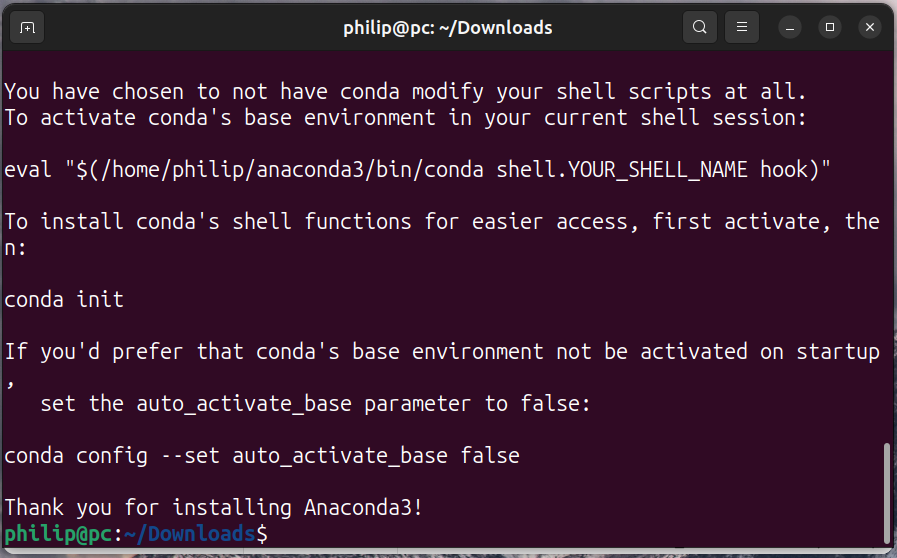 philip@pc: ~/Downloads
You have chosen to not have conda modify your shell scripts at all.
To activate conda's base environment in your current shell session:
eval "$(/home/philip/anaconda3/bin/conda shell.YOUR_SHELL_NAME hook)"
To install conda's shell functions for easier access, first activate, the
n:
conda init
If you'd prefer that conda's base environment not be activated on startup
,
   set the auto_activate_base parameter to false:
conda config --set auto_activate_base false
Thank you for installing Anaconda3!
philip@pc:~/Downloads$